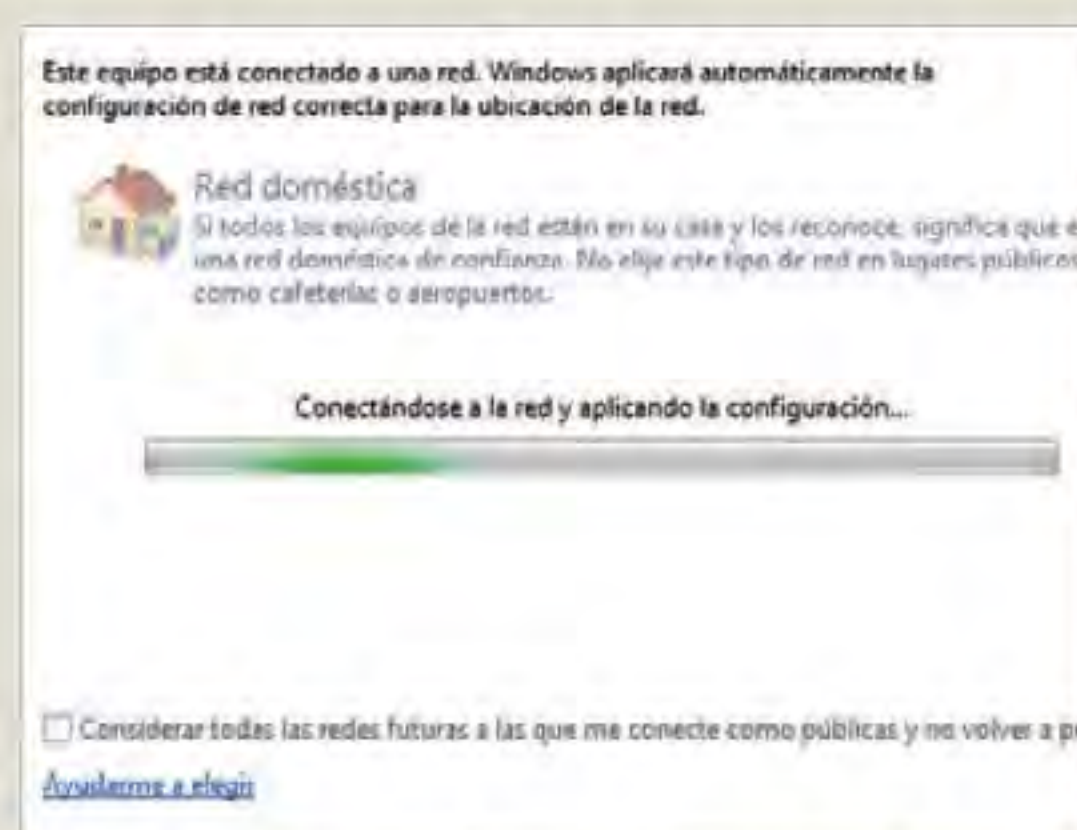 Este equipo está conectado a una red. Windows aplicará automáticamente la
configuración de red correcta para la ubicación de la red.
Red doméstica
Si todos los equipos de la red están en su casa y los reconoce, significa que e
una red doméstica de confianza. No elija este tipo de red en lugares públicos
como cafeterías o aeropuertos.
Conectándose a la red y aplicando la configuración...
Considerar todas las redes futuras a las que me conecte como públicas y no volver a p
Ayudarme a elegir